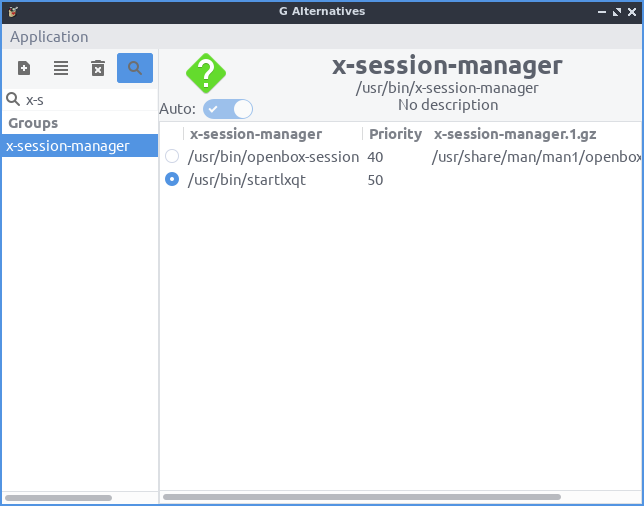 G Alternatives
Application
x-s
Groups
x-session-manager
x-session-manager
/usr/bin/x-session-manager
No description
Auto:
x-session-manager Priority x-session-manager.1.gz
/usr/bin/openbox-session 40 /usr/share/man/man1/openbox
/usr/bin/startlxqt 50